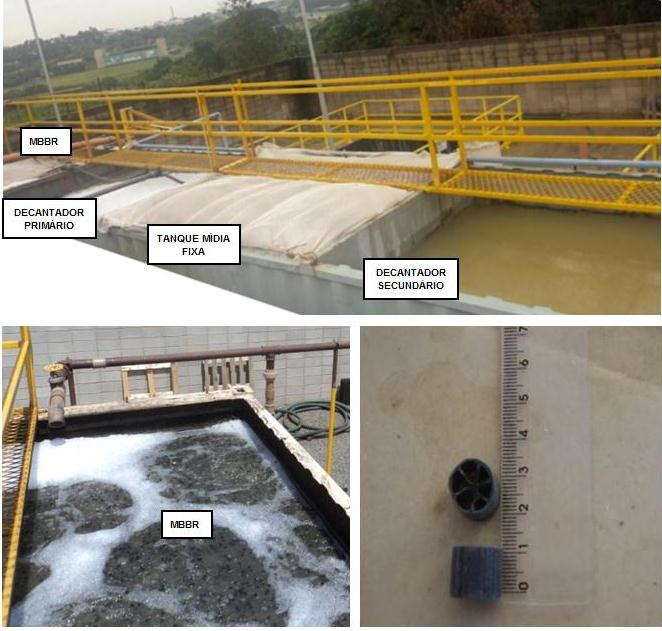 MBBR
DECANTADOR
PRIMÁRIO
TANQUE MÍDIA
FIXA
DECANTADOR
SECUNDÁRIO
MBBR
7
6
5
4
3
2
1
0